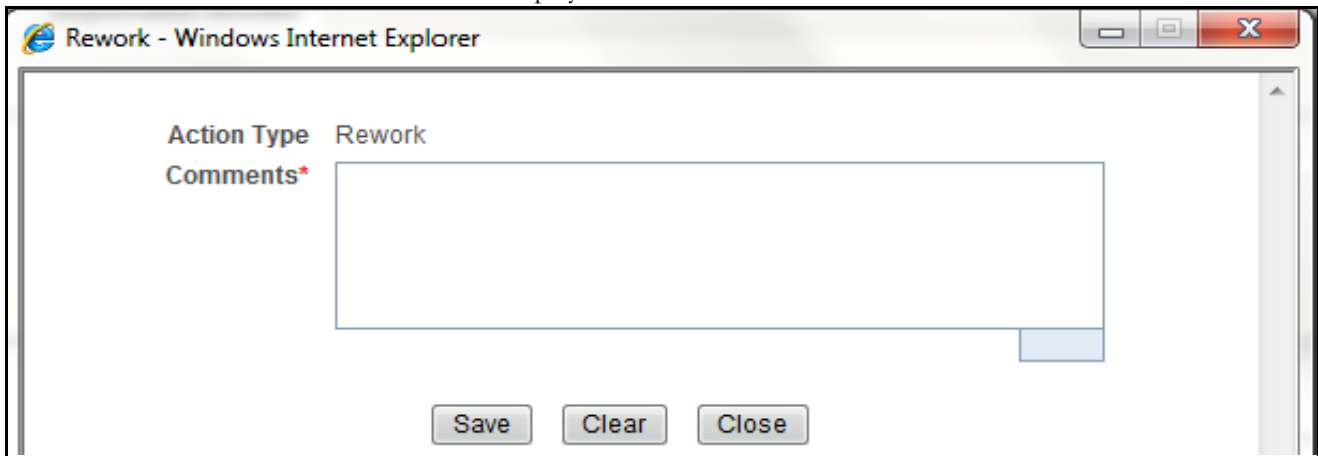 Rework - Windows Internet Explorer
Action Type Rework
Comments*
Save Clear Close